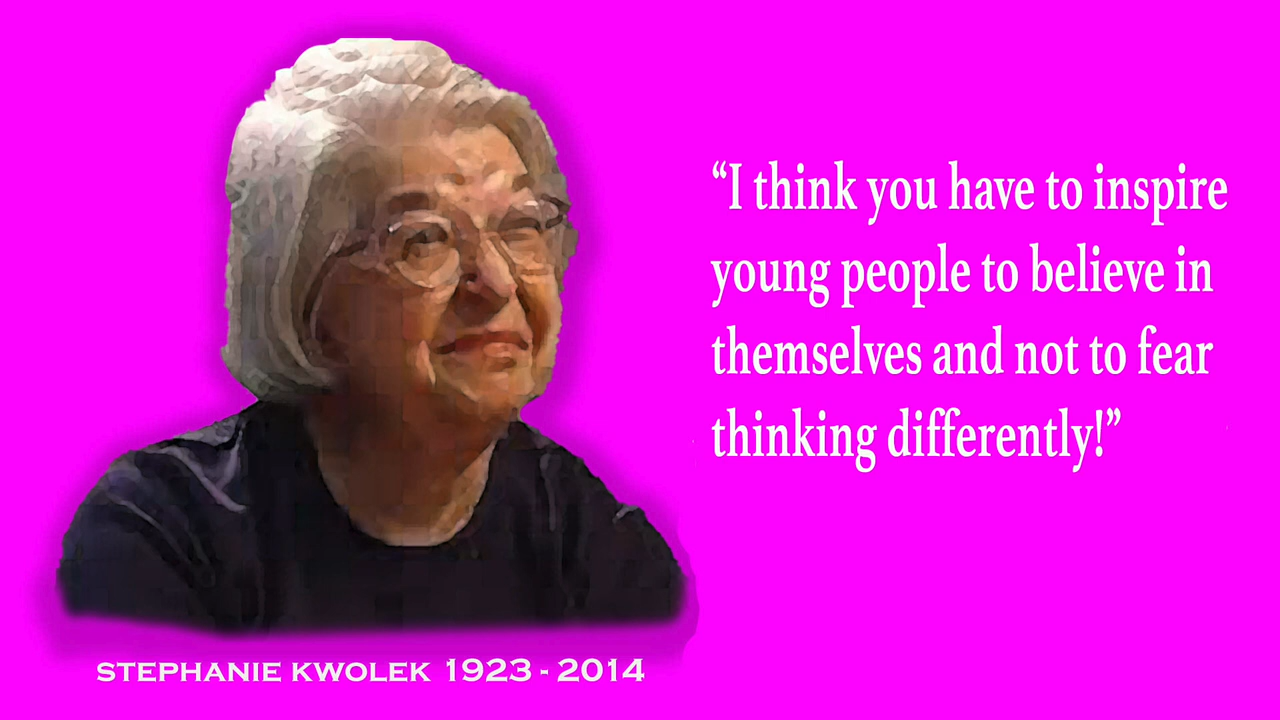 “I think you have to inspire
young people to believe in
themselves and not to fear
thinking differently!”
STEPHANIE KWOLEK 1923 - 2014